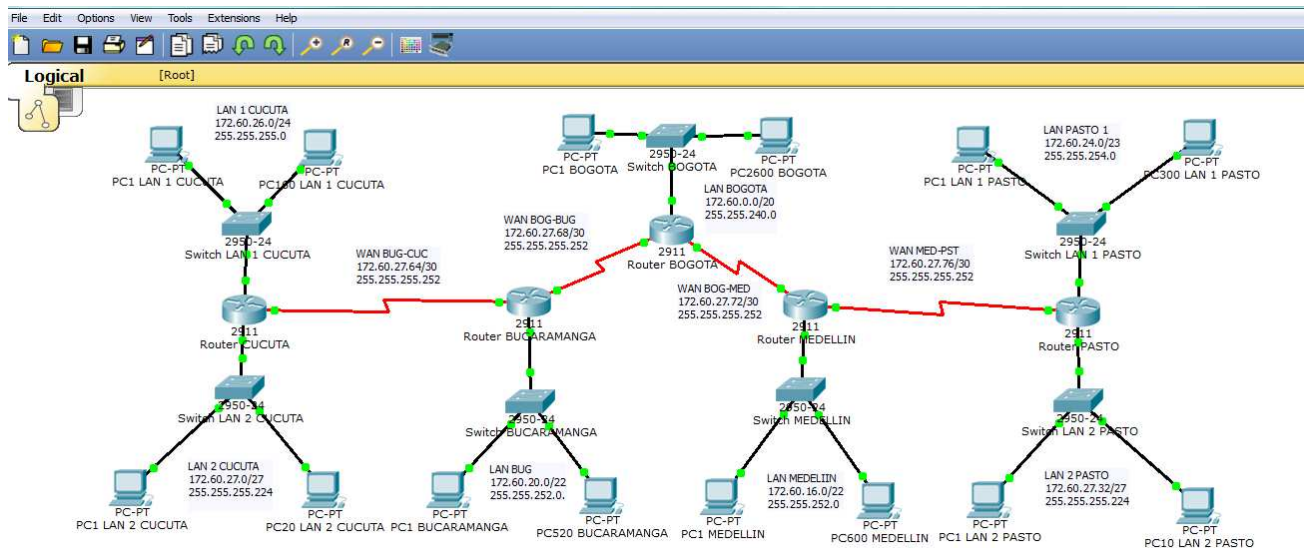 File Edit Options View Tools Extensions Help
Logical
[Root]
LAN 1 CUCUTA
172.60.26.0/24
255.255.255.0
PC-PT
PC1 LAN 1 CUCUTA
PC-PT
PC160 LAN 1 CUCUTA
2950-24
Switch LAN 1 CUCUTA
2911
Router CUCUTA
2950-24
Switch LAN 2 CUCUTA
LAN 2 CUCUTA
172.60.27.0/27
255.255.255.224
PC-PT
PC1 LAN 2 CUCUTA
PC-PT
PC20 LAN 2 CUCUTA
WAN BUG-CUC
172.60.27.64/30
255.255.255.252
WAN BOG-BUG
172.60.27.68/30
255.255.255.252
2911
Router BUCARAMANGA
2950-24
Switch BUCARAMANGA
LAN BUG
172.60.20.0/22
255.255.252.0.
PC-PT
PC1 BUCARAMANGA
PC-PT
PC520 BUCARAMANGA
PC-PT
PC1 BOGOTA
2950-24
Switch BOGOTA
PC-PT
PC2600 BOGOTA
LAN BOGOTA
172.60.0.0/20
255.255.240.0
2911
Router BOGOTA
WAN BOG-MED
172.60.27.72/30
255.255.255.252
2911
Router MEDELLIN
2950-24
Switch MEDELLIN
LAN MEDELIIN
172.60.16.0/22
255.255.252.0
PC-PT
PC1 MEDELLIN
PC-PT
PC600 MEDELLIN
WAN MED-PST
172.60.27.76/30
255.255.255.252
LAN PASTO 1
172.60.24.0/23
255.255.254.0
PC-PT
PC1 LAN 1 PASTO
PC-PT
PC300 LAN 1 PASTO
2950-24
Switch LAN 1 PASTO
2911
Router PASTO
2950-24
Switch LAN 2 PASTO
LAN 2 PASTO
172.60.27.32/27
255.255.255.224
PC-PT
PC1 LAN 2 PASTO
PC-PT
PC10 LAN 2 PASTO